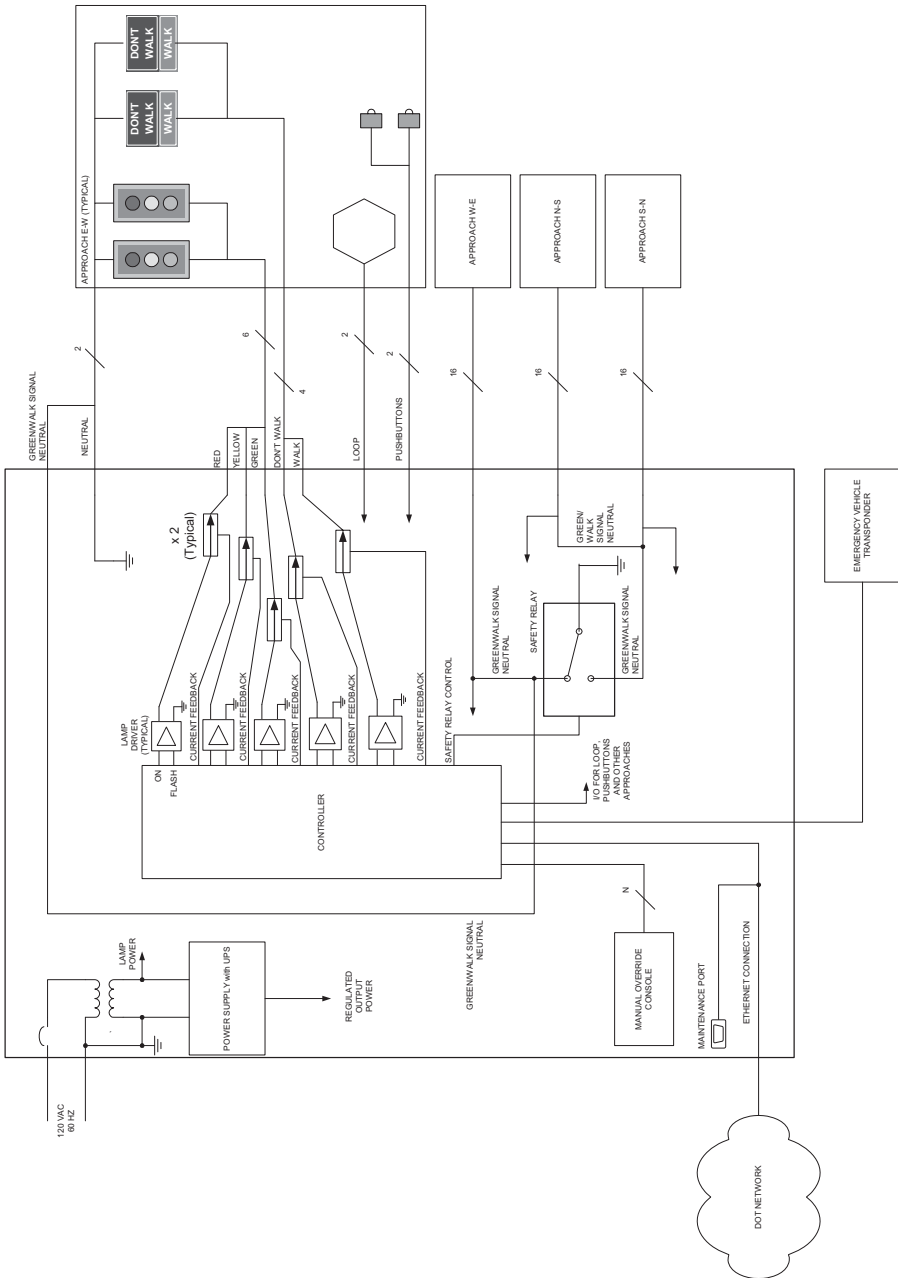 120 VAC
60 HZ
LAMP
POWER
POWER SUPPLY with UPS
REGULATED
OUTPUT
POWER
GREEN/WALK SIGNAL
NEUTRAL
MANUAL OVERRIDE
CONSOLE
N
MAINTENANCE PORT
ETHERNET CONNECTION
DOT NETWORK
CONTROLLER
ON
FLASH
LAMP
DRIVER
(TYPICAL)
CURRENT FEEDBACK
CURRENT FEEDBACK
CURRENT FEEDBACK
CURRENT FEEDBACK
CURRENT FEEDBACK
SAFETY RELAY CONTROL
I/O FOR LOOP,
PUSHBUTTONS
AND OTHER
APPROACHES
x 2
(Typical)
GREEN/WALK SIGNAL
NEUTRAL
SAFETY RELAY
GREEN/WALK SIGNAL
NEUTRAL
GREEN/
WALK
SIGNAL
NEUTRAL
EMERGENCY VEHICLE
TRANSPONDER
GREEN/WALK SIGNAL
NEUTRAL
NEUTRAL
RED
YELLOW
GREEN
DON'T WALK
WALK
LOOP
PUSHBUTTONS
2
6
4
2
2
16
16
16
APPROACH E-W (TYPICAL)
DON'T
WALK
WALK
DON'T
WALK
WALK
APPROACH W-E
APPROACH N-S
APPROACH S-N